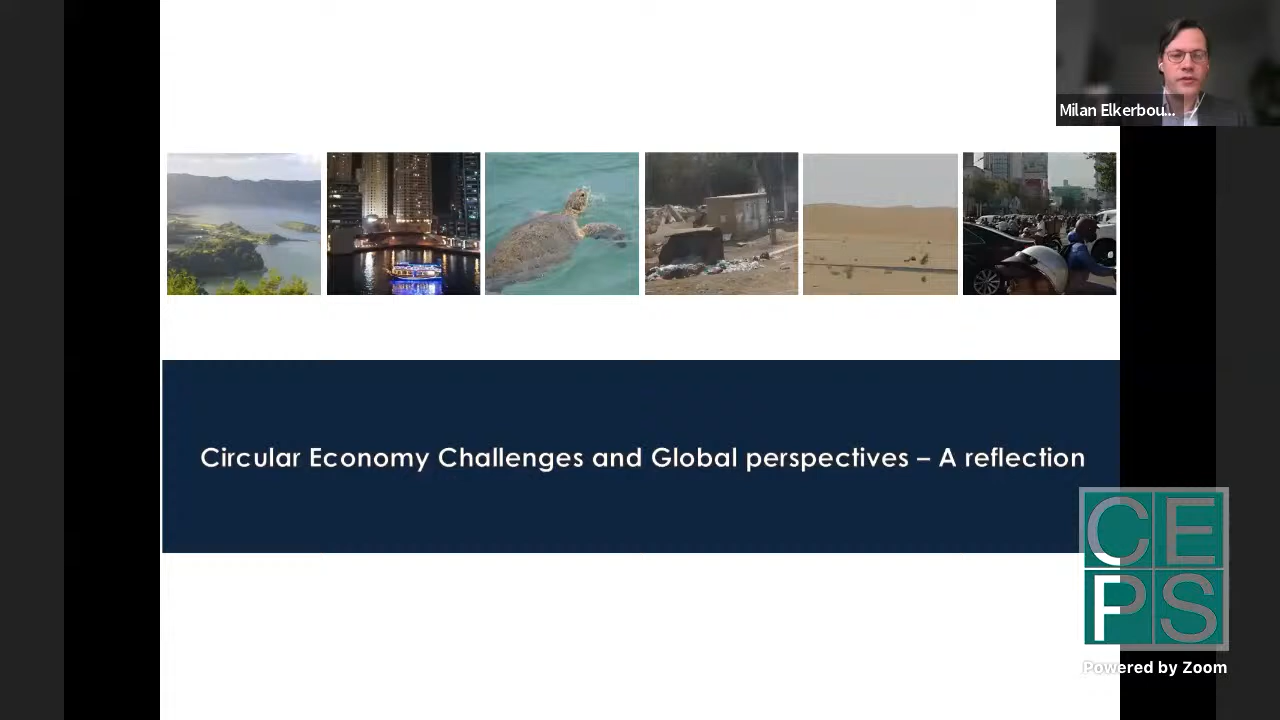 Milan Elkerbou...
Circular Economy Challenges and Global perspectives – A reflection
CE
PS
Powered by Zoom